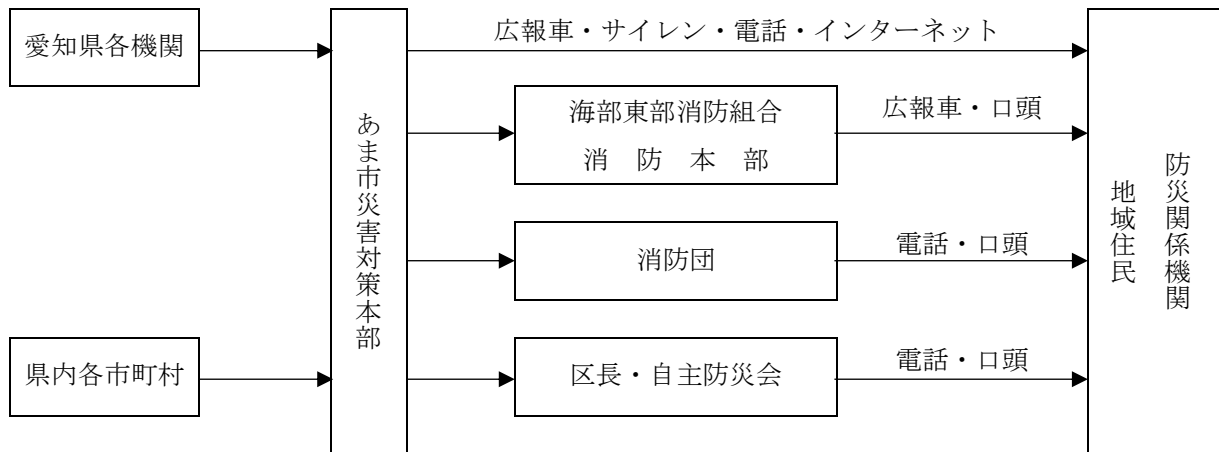 愛知県各機関
広報車・サイレン・電話・インターネット
海部東部消防組合
消防本部
広報車・口頭
あま市災害対策本部
消防団
電話・口頭
防災関係機関
地域住民
県内各市町村
区長・自主防災会
電話・口頭